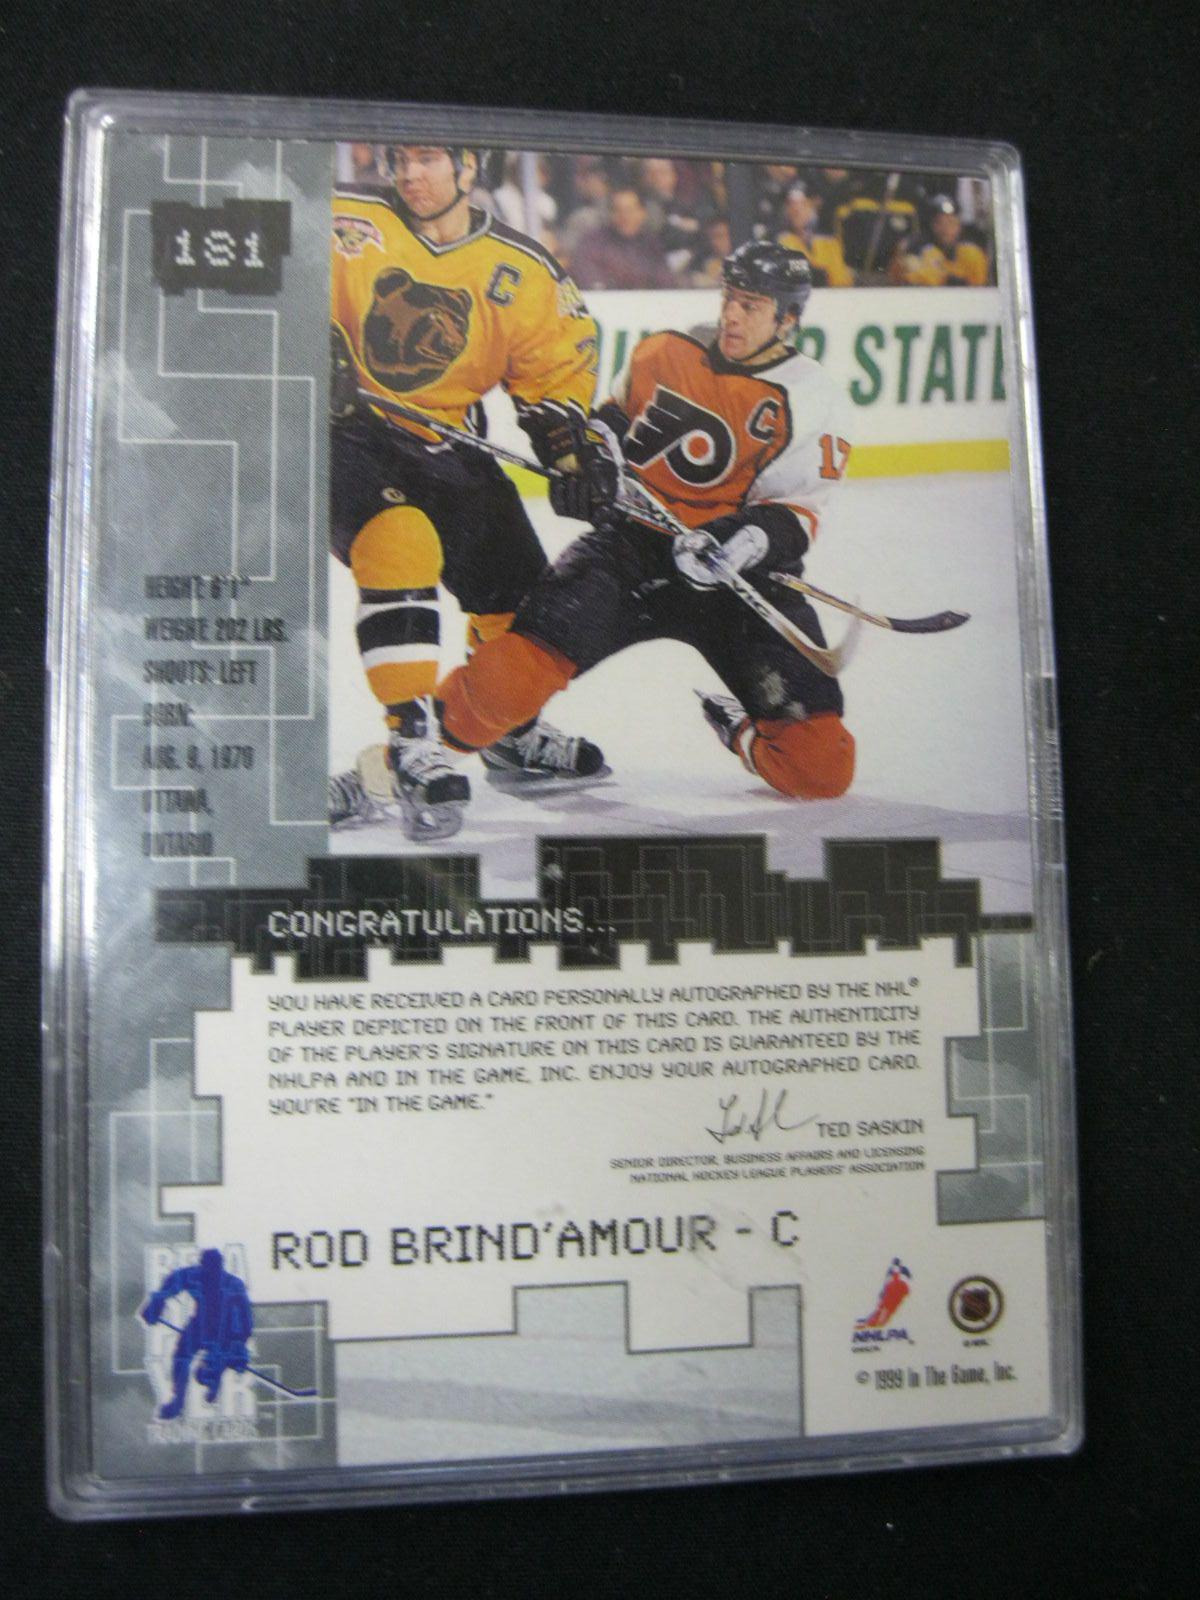 181
C
2
C
17
STATE
HEIGHT: 6'1"
WEIGHT: 202 LBS.
SHOOTS: LEFT
BORN:
AUG. 9, 1970
OTTAWA,
ONTARIO
CONGRATULATIONS...
YOU HAVE RECEIVED A CARD PERSONALLY AUTOGRAPHED BY THE NHL®
PLAYER DEPICTED ON THE FRONT OF THIS CARD. THE AUTHENTICITY
OF THE PLAYER'S SIGNATURE ON THIS CARD IS GUARANTEED BY THE
NHLPA AND IN THE GAME, INC. ENJOY YOUR AUTOGRAPHED CARD.
YOU'RE "IN THE GAME."
TED SASKIN
SENIOR DIRECTOR, BUSINESS AFFAIRS AND LICENSING
NATIONAL HOCKEY LEAGUE PLAYERS' ASSOCIATION
ROD BRIND'AMOUR - C
BE A
PLAYER
NHLPA
© 1999 In The Game, Inc.